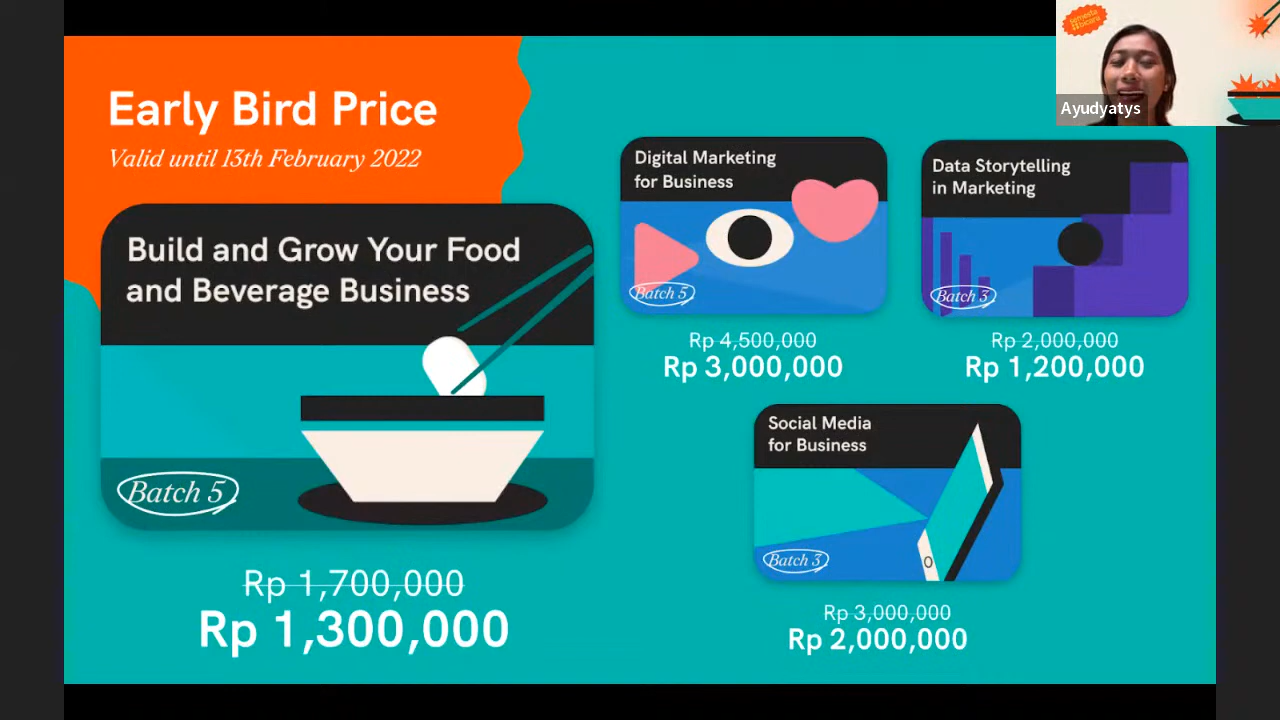 Early Bird Price
Valid until 13th February 2022
Build and Grow Your Food
and Beverage Business
Batch 5
Rp 1,700,000
Rp 1,300,000
Digital Marketing
for Business
Batch 5
Rp 4,500,000
Rp 3,000,000
Data Storytelling
in Marketing
Batch 3
Rp 2,000,000
Rp 1,200,000
Social Media
for Business
Batch 3
Rp 3,000,000
Rp 2,000,000
semesta
bicara
Ayudyatys